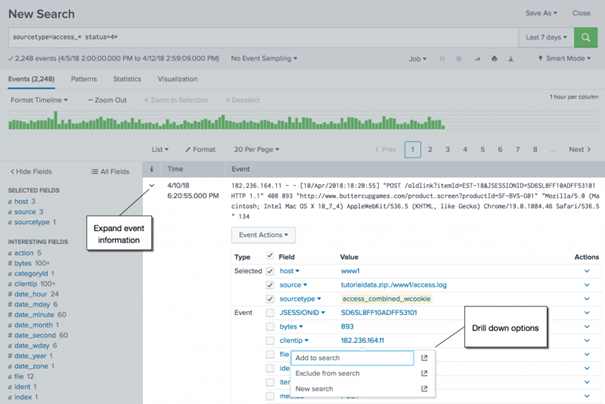 New Search
Save As ▾ Close
sourcetype=access_* status=4*
Last 7 days ▾
✓ 2,248 events (4/5/18 2:00:00.000 PM to 4/12/18 2:59:09.000 PM)
No Event Sampling ▾
Job ▾
Smart Mode ▾
Events (2,248)
Patterns
Statistics
Visualization
Format Timeline ▾
— Zoom Out
+ Zoom to Selection
× Deselect
1 hour per column
List ▾
Format
20 Per Page ▾
< Prev 1 2 3 4 5 6 7 8 ... Next >
< Hide Fields
All Fields
i Time Event
SELECTED FIELDS
a host 3
a source 3
a sourcetype 1
INTERESTING FIELDS
a action 5
# bytes 100+
a categoryId 8
a clientip 100+
# date_hour 24
# date_mday 6
# date_minute 60
a date_month 1
# date_second 60
a date_wday 6
# date_year 1
a date_zone 1
a file 12
a ident 1
a index 1
4/10/18
6:20:55.000 PM
182.236.164.11 - - [10/Apr/2018:18:20:55] "POST /oldlink?itemId=EST-18&JSESSIONID=SD6SL8FF10ADFF53101
HTTP 1.1" 408 893 "http://www.buttercupgames.com/product.screen?productId=SF-BVS-G01" "Mozilla/5.0 (Mac
intosh; Intel Mac OS X 10_7_4) AppleWebKit/536.5 (KHTML, like Gecko) Chrome/19.0.1084.46 Safari/536.5
" 134
Expand event
information
Event Actions ▾
Type ✓ Field Value Actions
Selected ✓ host ▾ www1
✓ source ▾ tutorialdata.zip:/www1/access.log
✓ sourcetype ▾ access_combined_wcookie
Event JSESSIONID ▾ SD6SL8FF10ADFF53101
bytes ▾ 893
clientip ▾ 182.236.164.11
file
Add to search
Exclude from search
New search
Drill down options